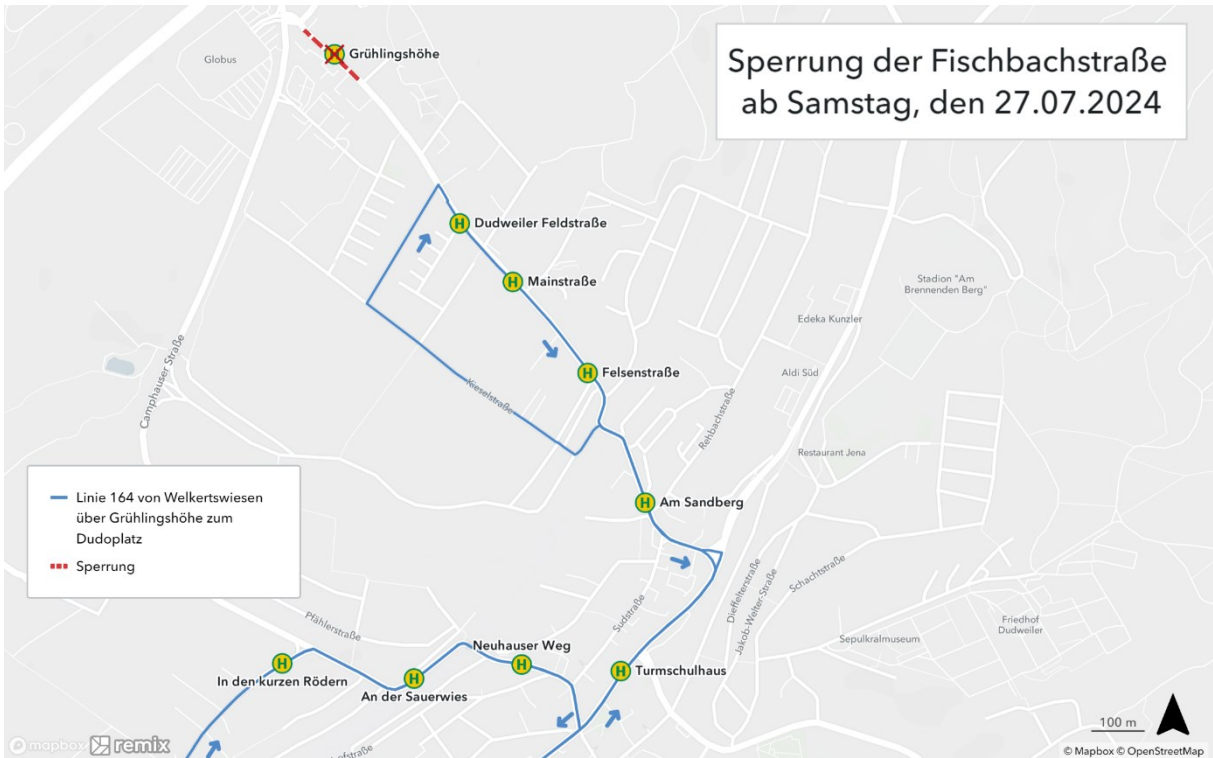 Sperrung der Fischbachstraße
ab Samstag, den 27.07.2024
Globus
H
Grühlingshöhe
H
Dudweiler Feldstraße
H
Mainstraße
H
Felsenstraße
Stadion "Am
Brennenden Berg"
Edeka Kunzler
Aldi Süd
Camphauser Straße
Kieselstraße
Rehbachstraße
Restaurant Jena
H
Am Sandberg
Linie 164 von Welkertswiesen
über Grühlingshöhe zum
Dudoplatz
Sperrung
Dieffelterstraße
Jakob-Welter-Straße
Schachtstraße
Sudstraße
Pfählerstraße
Friedhof
Dudweiler
Sepulkralmuseum
Neuhauser Weg
H
H
In den kurzen Rödern
H
An der Sauerwies
H
Turmschulhaus
100 m
mapbox remix
© Mapbox © OpenStreetMap